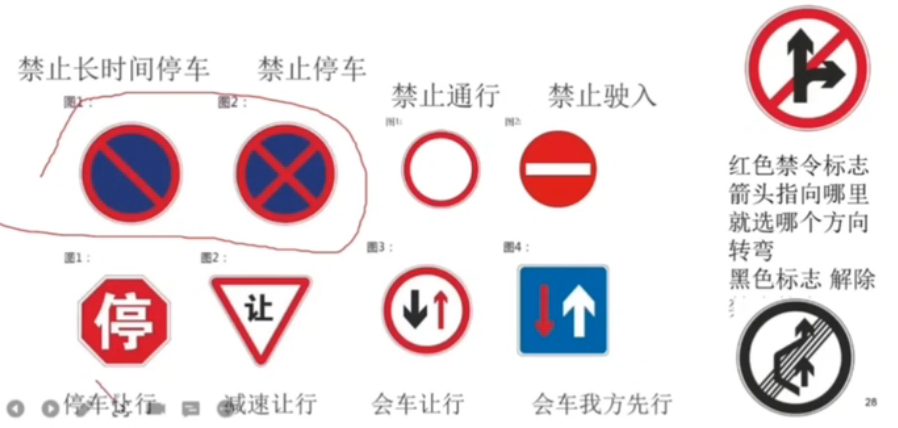 禁止长时间停车
禁止停车
图1：
图2：
禁止通行
禁止驶入
图1:
图2:
图1：
图2：
图3：
图4：
停
让
停车让行
减速让行
会车让行
会车我方先行
红色禁令标志
箭头指向哪里
就选哪个方向
转弯
黑色标志 解除
28